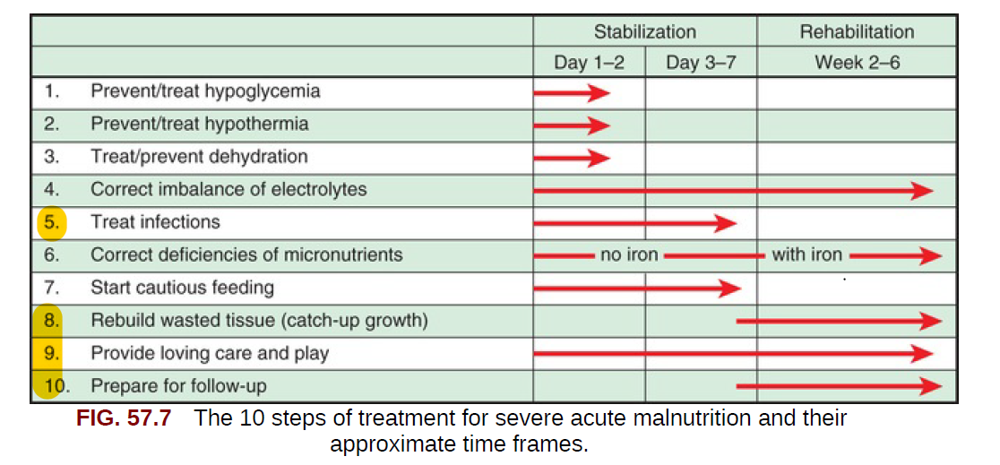 Stabilization Rehabilitation
Day 1–2 Day 3–7 Week 2–6
1. Prevent/treat hypoglycemia
2. Prevent/treat hypothermia
3. Treat/prevent dehydration
4. Correct imbalance of electrolytes
5. Treat infections
6. Correct deficiencies of micronutrients no iron with iron
7. Start cautious feeding
8. Rebuild wasted tissue (catch-up growth)
9. Provide loving care and play
10. Prepare for follow-up
FIG. 57.7 The 10 steps of treatment for severe acute malnutrition and their
approximate time frames.